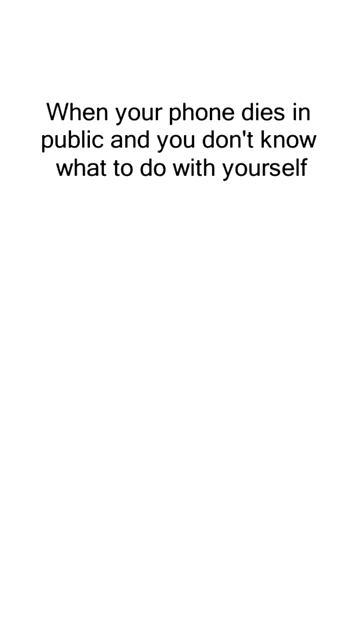 When your phone dies in
public and you don't know
what to do with yourself